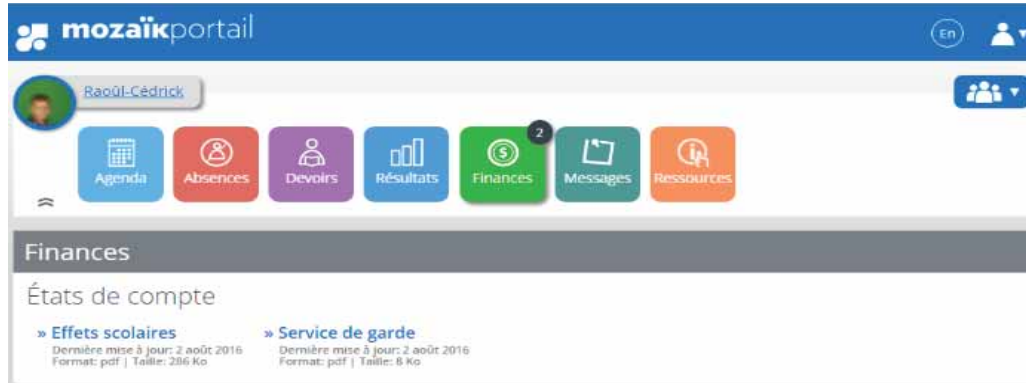 mozaïkportail
En
Raoûl-Cédrick
2
Agenda Absences Devoirs Résultats Finances Messages Ressources
Finances
États de compte
» Effets scolaires » Service de garde
Dernière mise à jour: 2 août 2016 Dernière mise à jour: 2 août 2016
Format: pdf | Taille: 286 Ko Format: pdf | Taille: 8 Ko